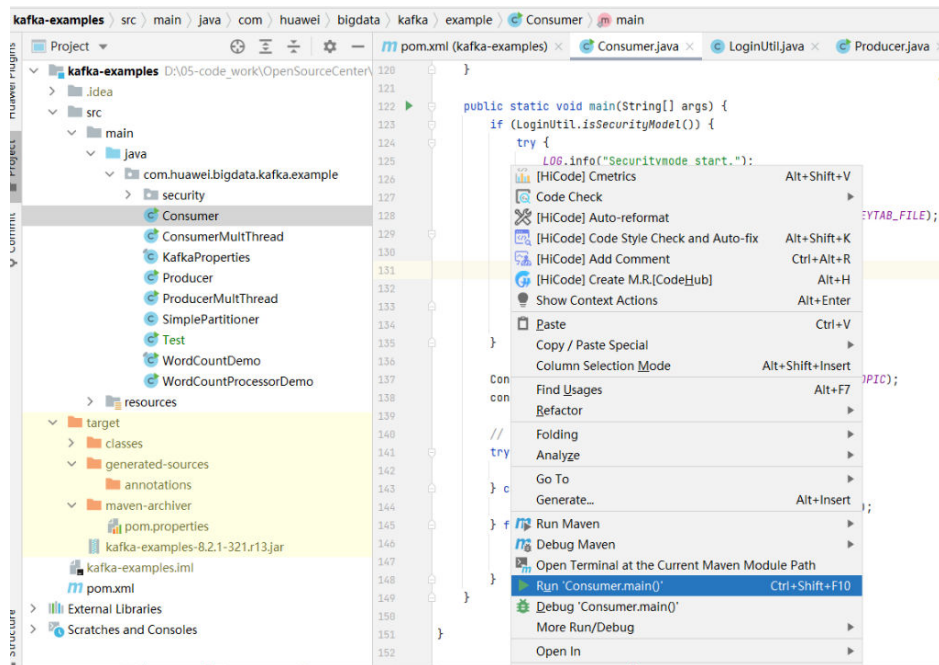 kafka-examples 〉 src 〉 main 〉 java 〉 com 〉 huawei 〉 bigdata 〉 kafka 〉 example 〉 Consumer 〉 main
Project
pom.xml (kafka-examples)
Consumer.java
LoginUtil.java
Producer.java
Huawei Plugins
Project
Commit
Structure
kafka-examples D:\05-code_work\OpenSourceCenter\
.idea
src
main
java
com.huawei.bigdata.kafka.example
security
Consumer
ConsumerMultThread
KafkaProperties
Producer
ProducerMultThread
SimplePartitioner
Test
WordCountDemo
WordCountProcessorDemo
resources
target
classes
generated-sources
annotations
maven-archiver
pom.properties
kafka-examples-8.2.1-321.r13.jar
kafka-examples.iml
pom.xml
External Libraries
Scratches and Consoles
120 }
121
122 public static void main(String[] args) {
123 if (LoginUtil.isSecurityModel()) {
124 try {
125 LOG.info("Securitymode start.");
126
127
128 EYTAB_FILE);
129
130
131
132
133
134
135 }
136
137 Con OPIC);
138 con
139
140 //
141 try
142
143 } c
144 );
145 } f
146
147
148 }
149 }
150
151 }
152
[HiCode] Cmetrics Alt+Shift+V
Code Check
[HiCode] Auto-reformat
[HiCode] Code Style Check and Auto-fix Alt+Shift+K
[HiCode] Add Comment Ctrl+Alt+R
[HiCode] Create M.R.[CodeHub] Alt+H
Show Context Actions Alt+Enter
Paste Ctrl+V
Copy / Paste Special
Column Selection Mode Alt+Shift+Insert
Find Usages Alt+F7
Refactor
Folding
Analyze
Go To
Generate... Alt+Insert
Run Maven
Debug Maven
Open Terminal at the Current Maven Module Path
Run 'Consumer.main()' Ctrl+Shift+F10
Debug 'Consumer.main()'
More Run/Debug
Open In